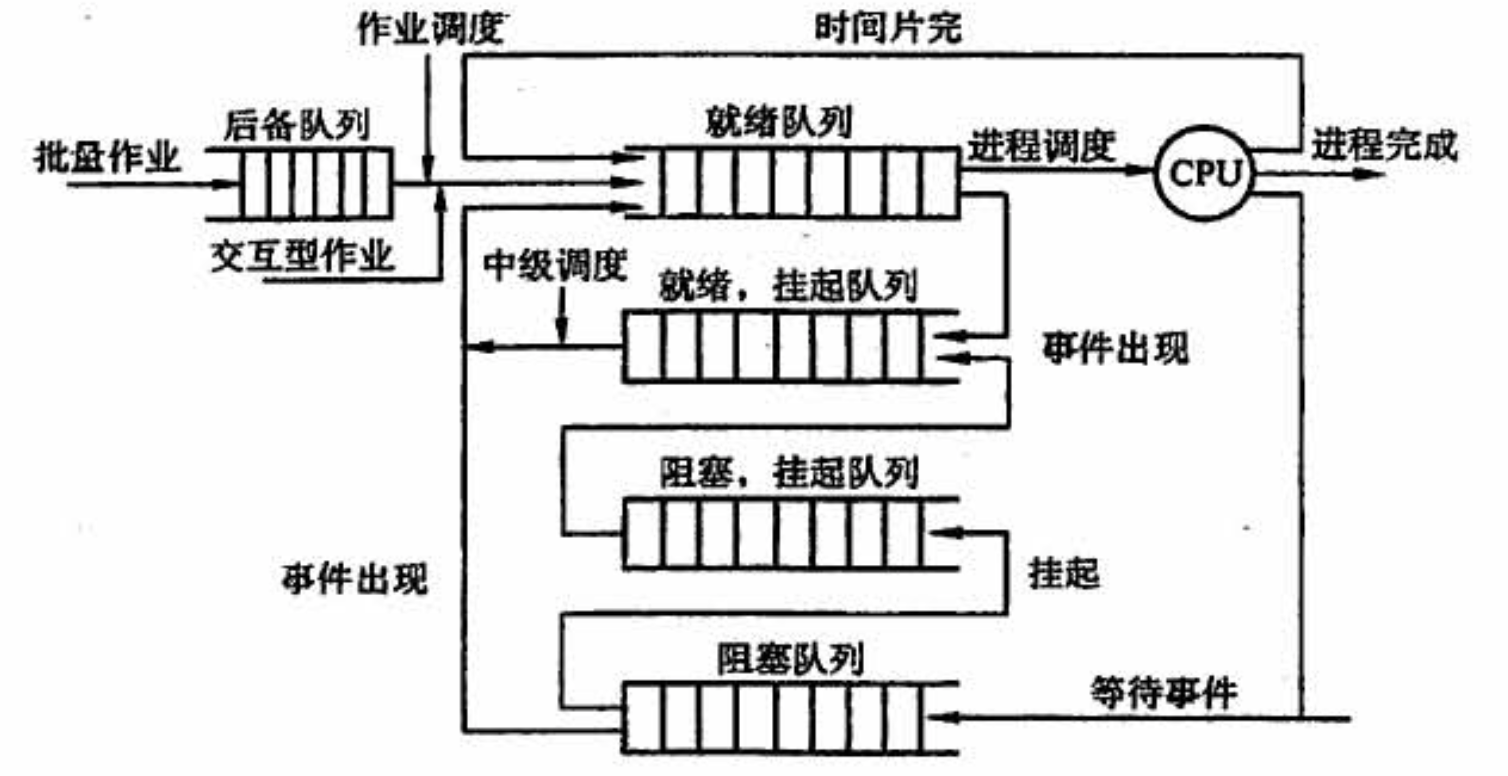 作业调度
时间片完
后备队列
就绪队列
批量作业
进程调度
CPU
进程完成
交互型作业
中级调度
就绪,挂起队列
事件出现
阻塞,挂起队列
事件出现
挂起
阻塞队列
等待事件